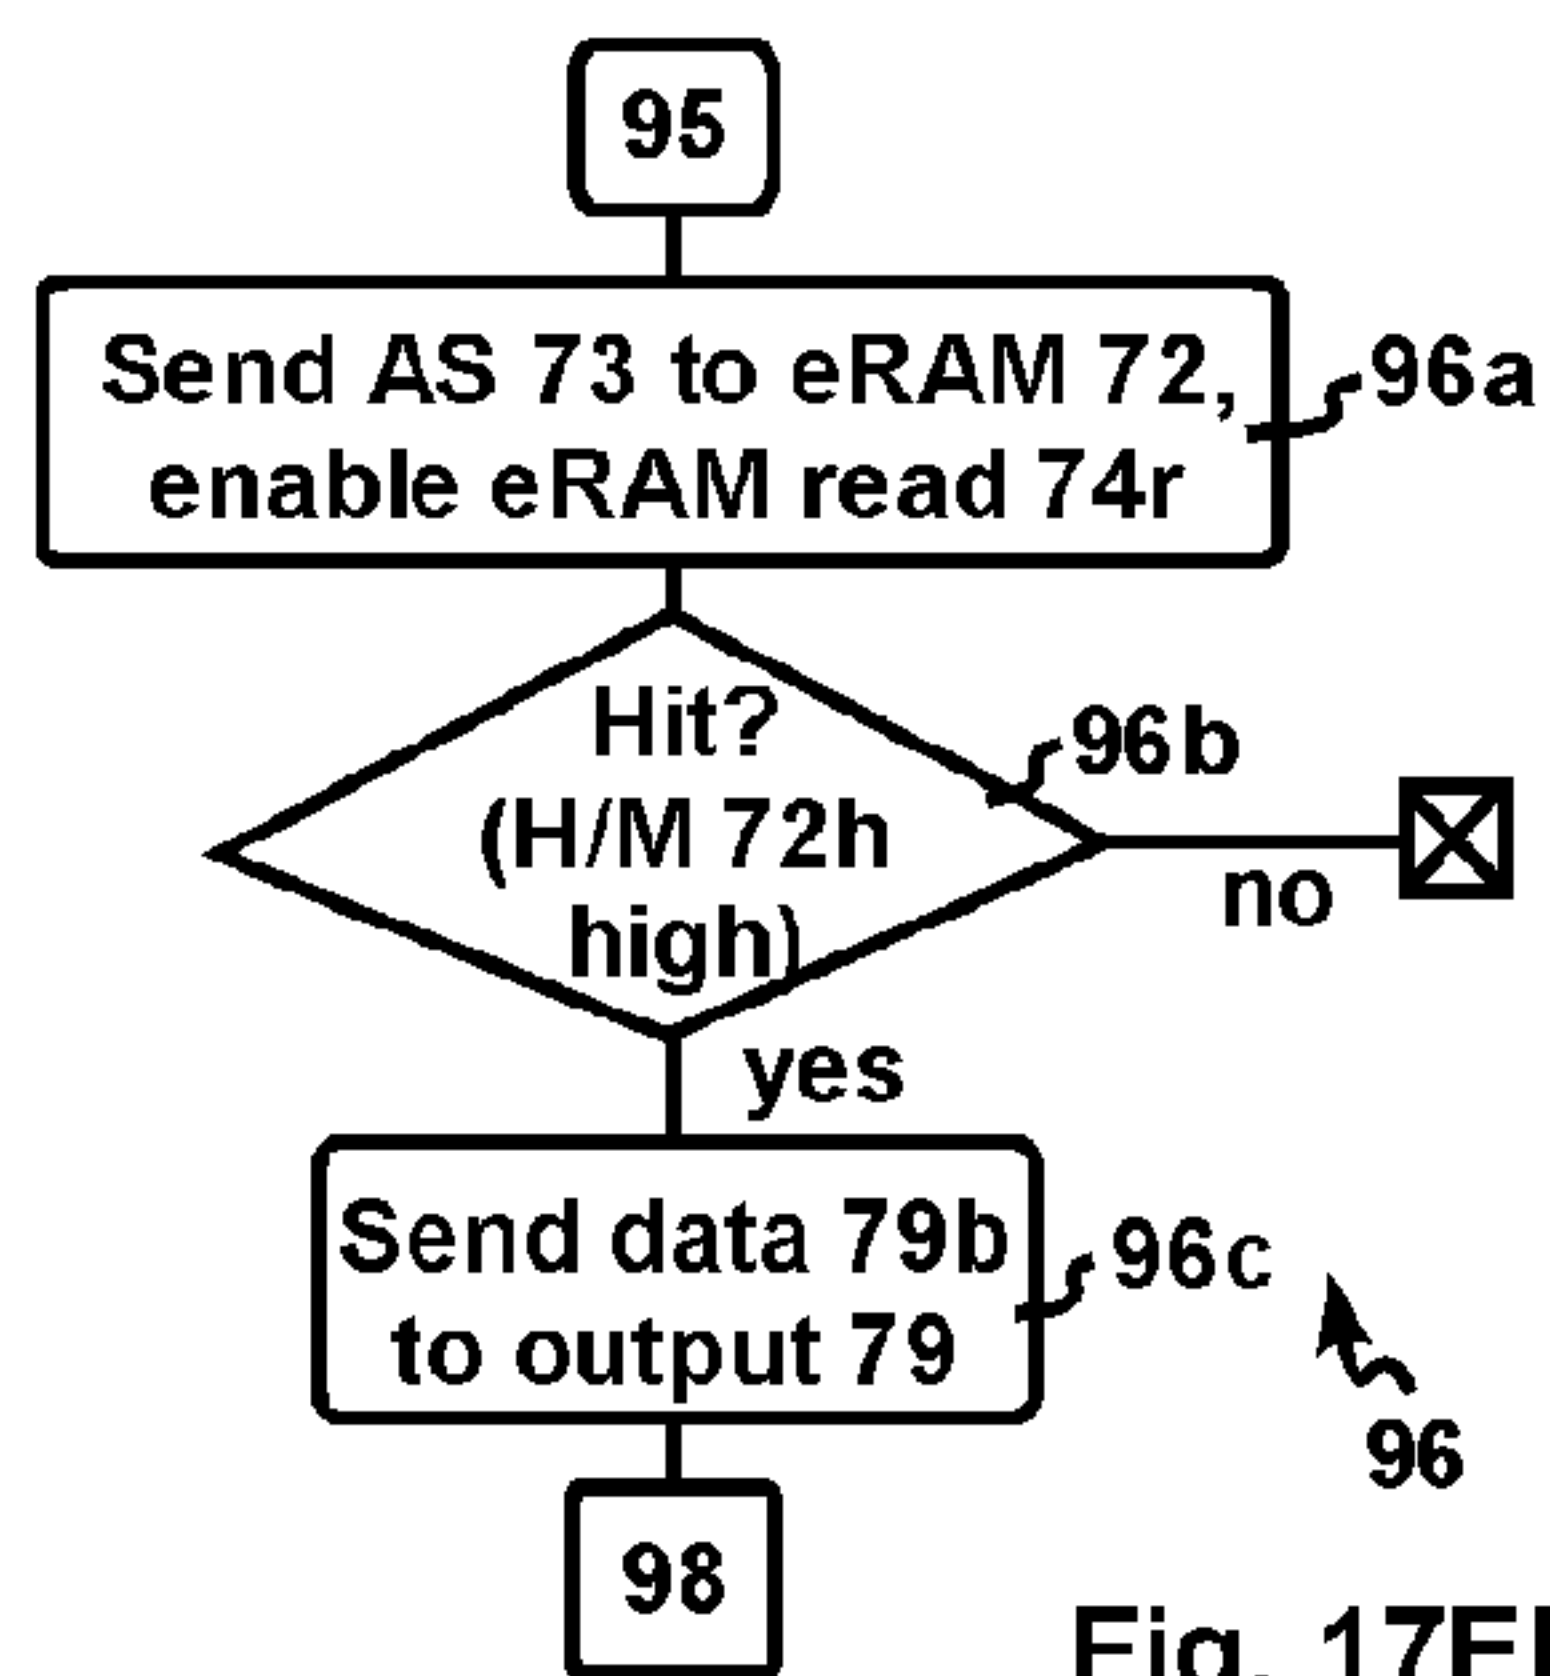 95
Send AS 73 to eRAM 72,
enable eRAM read 74r
96a
Hit?
(H/M 72h
high)
96b
no
yes
Send data 79b
to output 79
96c
96
98
Fig.